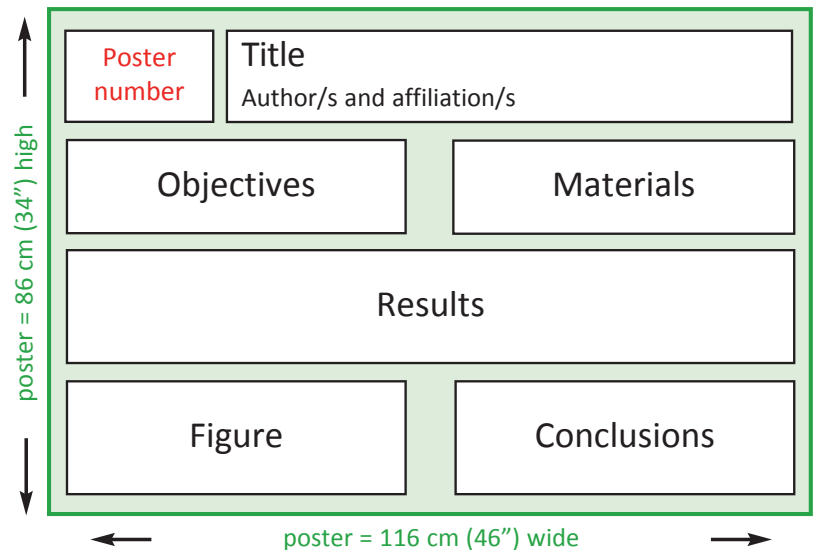 Poster
number
Title
Author/s and affiliation/s
Objectives
Materials
Results
Figure
Conclusions
poster = 86 cm (34”) high
poster = 116 cm (46”) wide